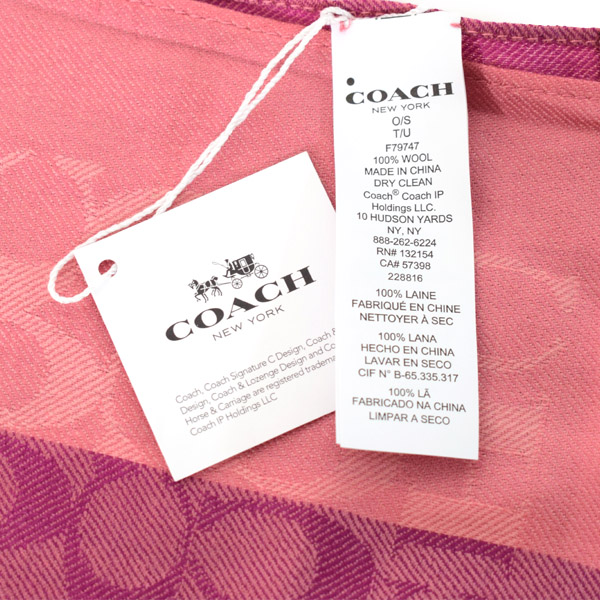 COACH
NEW YORK
Coach, Coach Signature C Design, Coach &
Design, Coach & Lozenge Design and Co
Horse & Carriage are registered tradema
Coach IP Holdings LLC
COACH
NEW YORK
O/S
T/U
F79747
100% WOOL
MADE IN CHINA
DRY CLEAN
Coach® Coach IP
Holdings LLC.
10 HUDSON YARDS
NY, NY
888-262-6224
RN# 132154
CA# 57398
228816
100% LAINE
FABRIQUÉ EN CHINE
NETTOYER À SEC
100% LANA
HECHO EN CHINA
LAVAR EN SECO
CIF N° B-65.335.317
100% LÃ
FABRICADO NA CHINA
LIMPAR A SECO